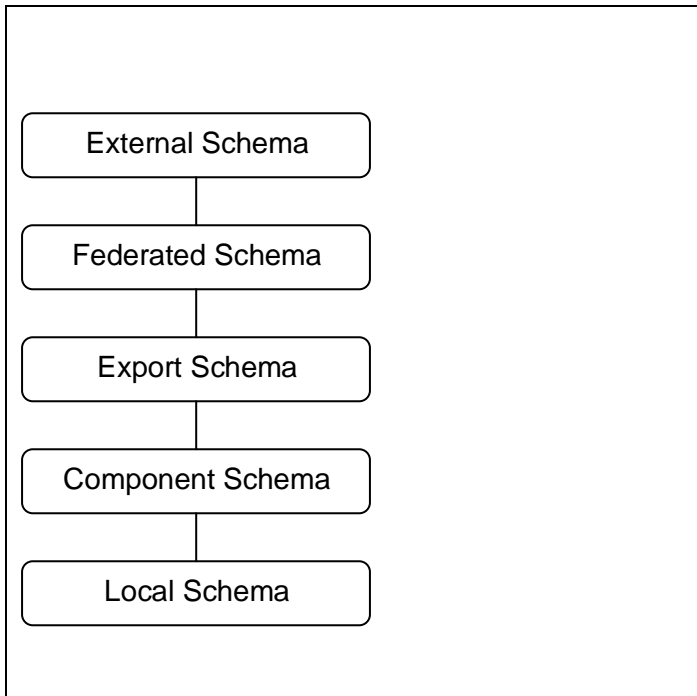 External Schema
Federated Schema
Export Schema
Component Schema
Local Schema